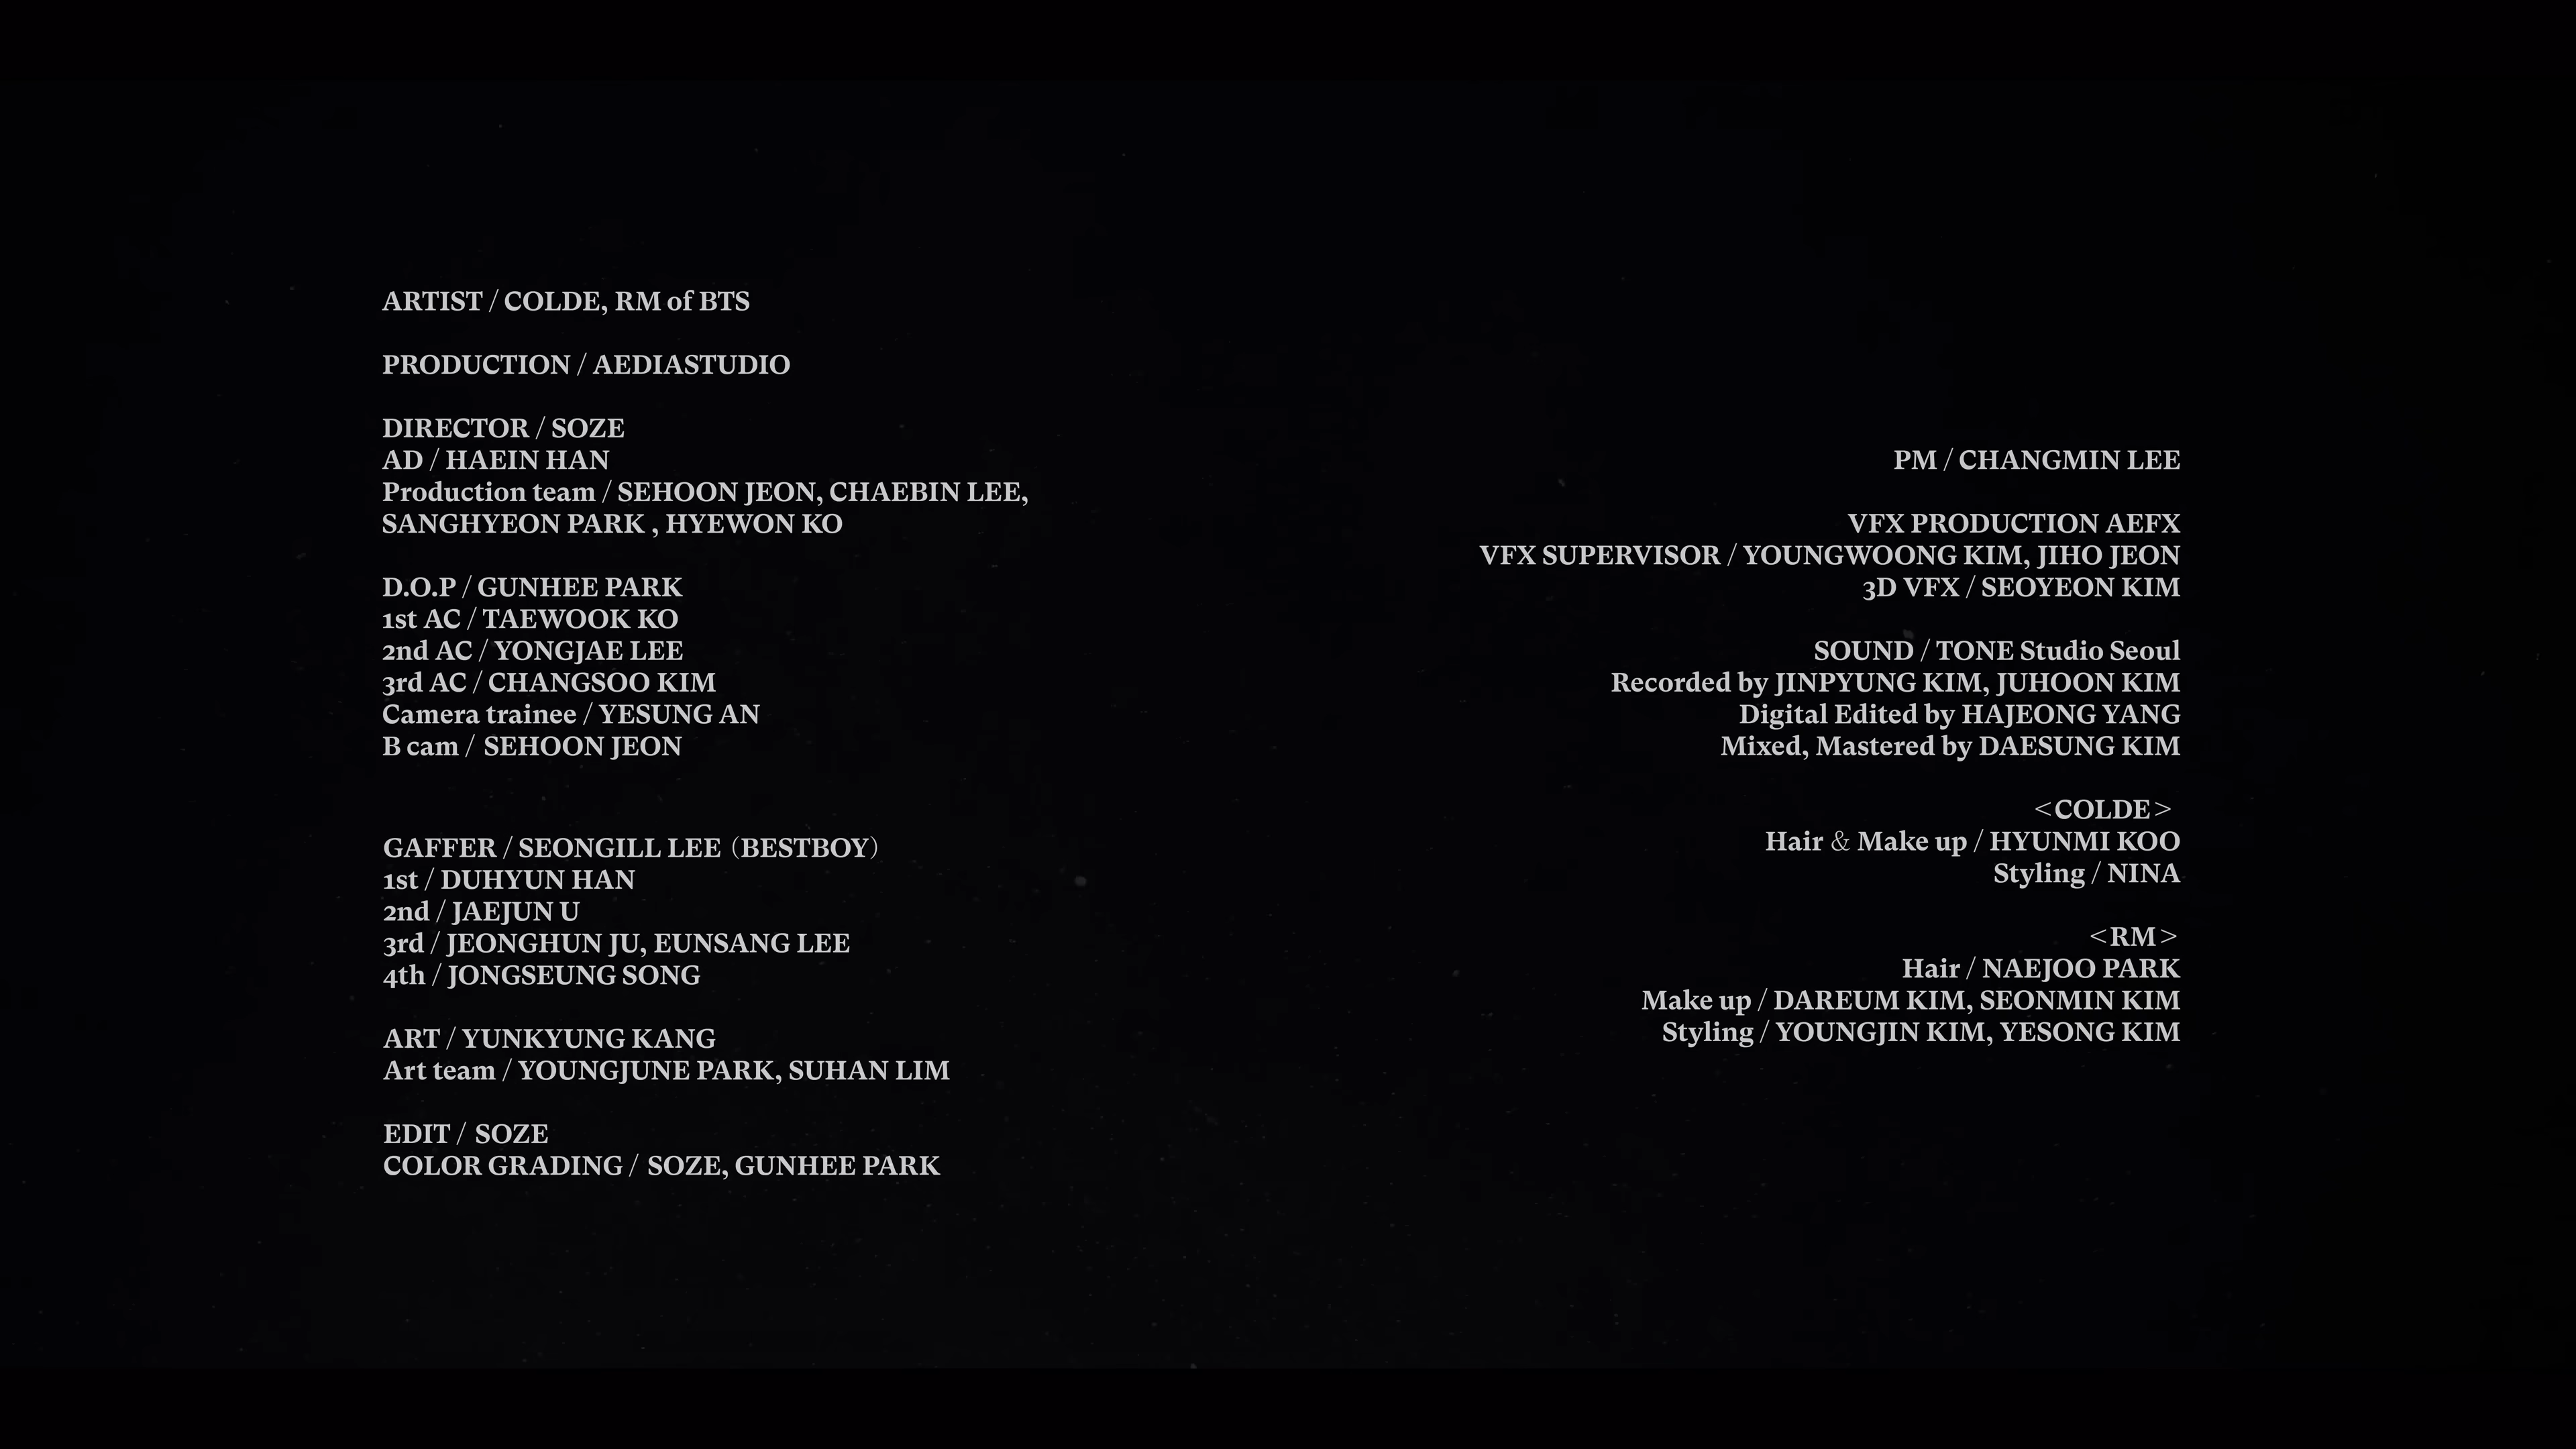 ARTIST / COLDE, RM of BTS
PRODUCTION / AEDIASTUDIO
DIRECTOR / SOZE
AD / HAEIN HAN
Production team / SEHOON JEON, CHAEBIN LEE,
SANGHYEON PARK , HYEWON KO
D.O.P / GUNHEE PARK
1st AC / TAEWOOK KO
2nd AC / YONGJAE LEE
3rd AC / CHANGSOO KIM
Camera trainee / YESUNG AN
B cam / SEHOON JEON
GAFFER / SEONGILL LEE (BESTBOY)
1st / DUHYUN HAN
2nd / JAEJUN U
3rd / JEONGHUN JU, EUNSANG LEE
4th / JONGSEUNG SONG
ART / YUNKYUNG KANG
Art team / YOUNGJUNE PARK, SUHAN LIM
EDIT / SOZE
COLOR GRADING / SOZE, GUNHEE PARK
PM / CHANGMIN LEE
VFX PRODUCTION AEFX
VFX SUPERVISOR / YOUNGWOONG KIM, JIHO JEON
3D VFX / SEOYEON KIM
SOUND / TONE Studio Seoul
Recorded by JINPYUNG KIM, JUHOON KIM
Digital Edited by HAJEONG YANG
Mixed, Mastered by DAESUNG KIM
<COLDE>
Hair & Make up / HYUNMI KOO
Styling / NINA
<RM>
Hair / NAEJOO PARK
Make up / DAREUM KIM, SEONMIN KIM
Styling / YOUNGJIN KIM, YESONG KIM